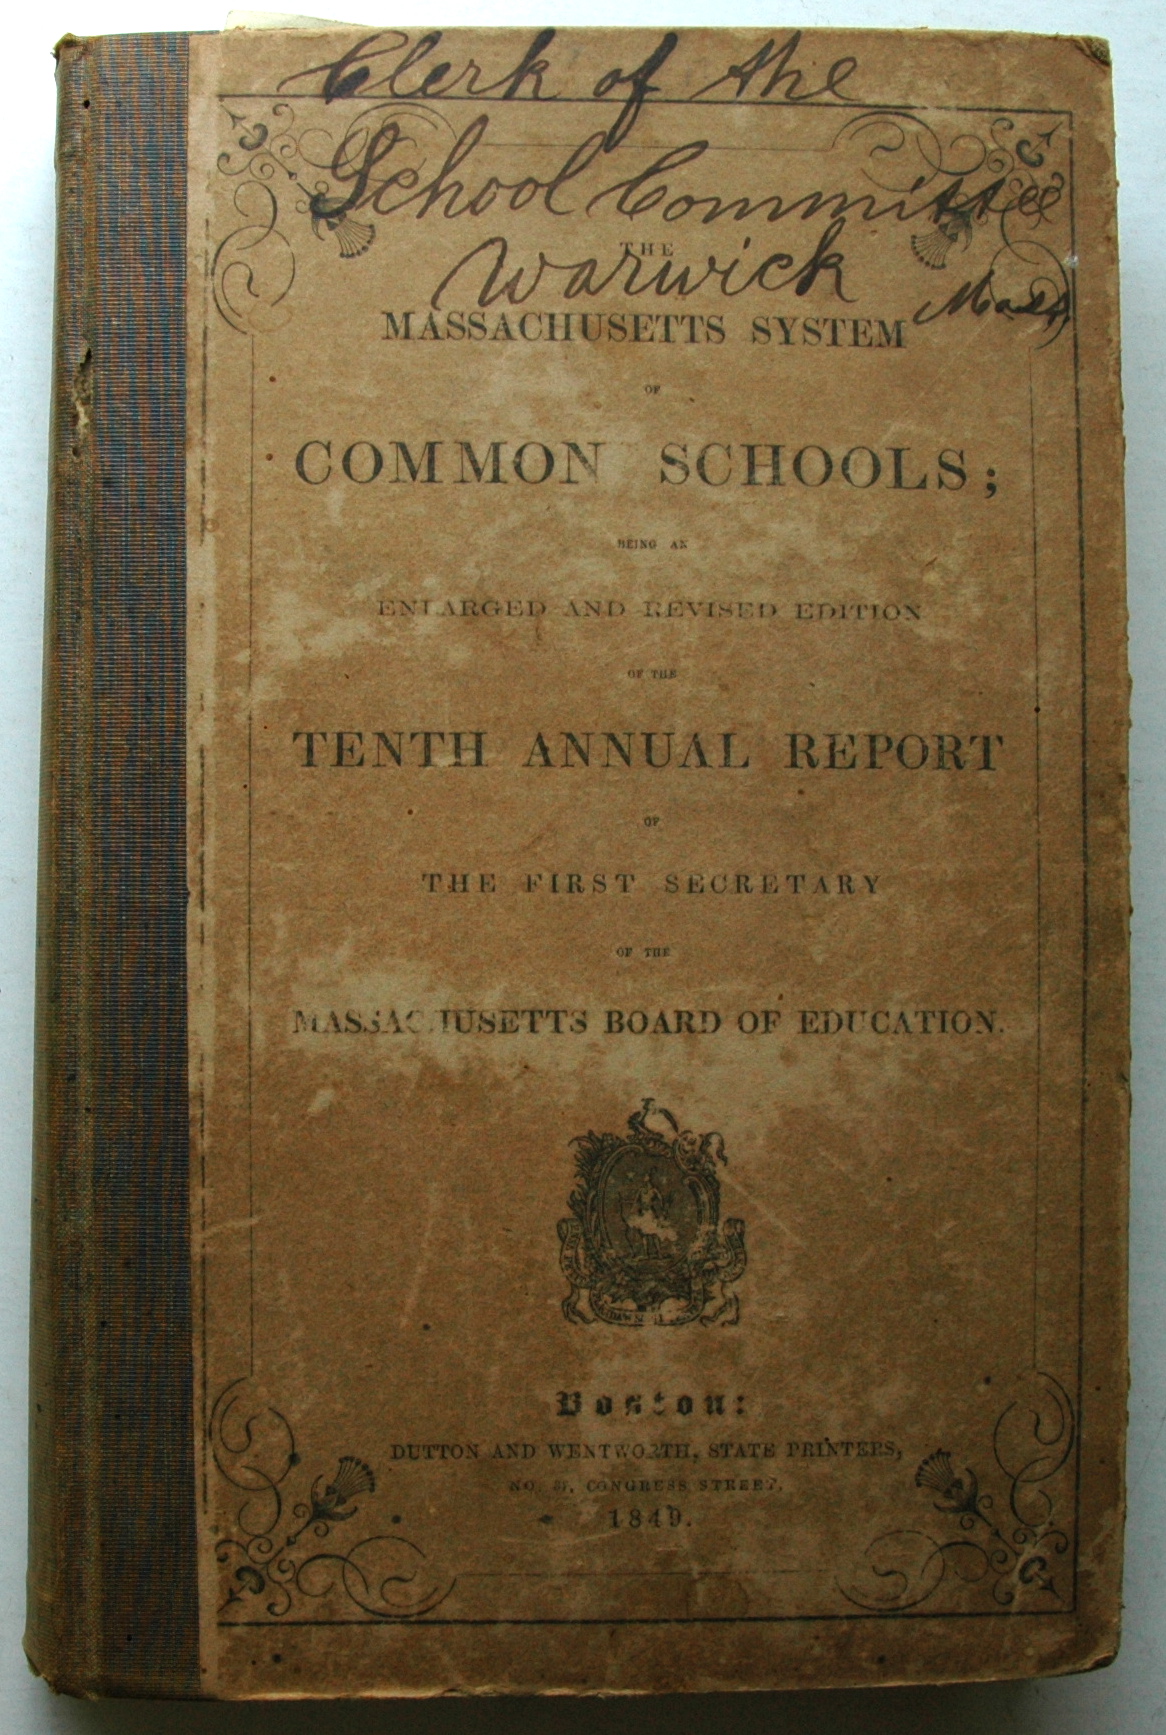 Clerk of the
School Committee
Warwick
Mass.
THE
MASSACHUSETTS SYSTEM
OF
COMMON SCHOOLS;
BEING AN
ENLARGED AND REVISED EDITION
OF THE
TENTH ANNUAL REPORT
OF
THE FIRST SECRETARY
OF THE
MASSACHUSETTS BOARD OF EDUCATION.
Boston:
DUTTON AND WENTWORTH, STATE PRINTERS,
NO. CONGRESS STREET.
1849.